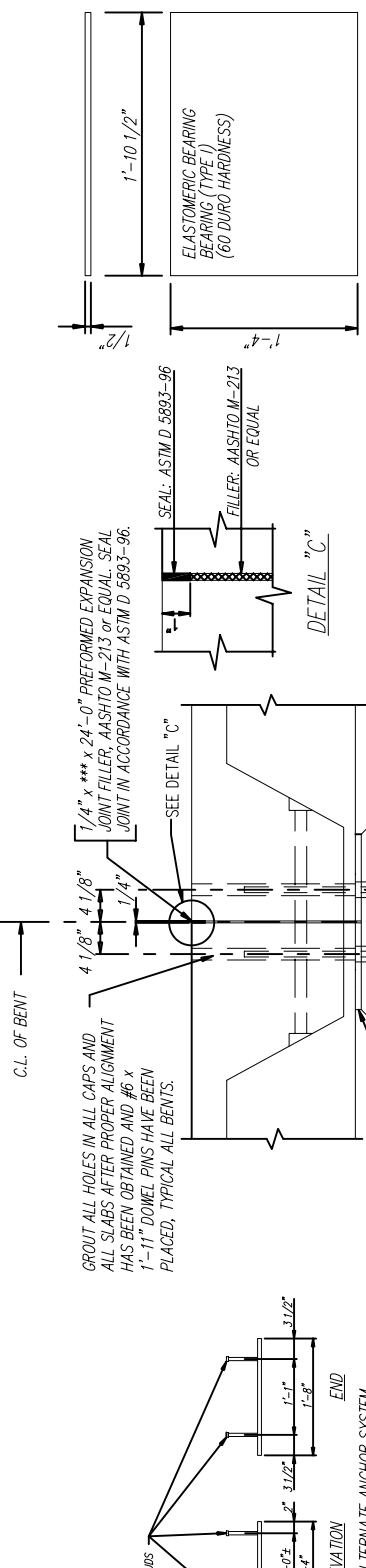 C.L. OF BENT
GROUT ALL HOLES IN ALL CAPS AND
ALL SLABS AFTER PROPER ALIGNMENT
HAS BEEN OBTAINED AND #6 x
1'-11" DOWEL PINS HAVE BEEN
PLACED, TYPICAL ALL BENTS.
4 1/8"
4 1/8"
1/4"
1/4" x *** x 24'-0" PREFORMED EXPANSION
JOINT FILLER, AASHTO M-213 or EQUAL. SEAL
JOINT IN ACCORDANCE WITH ASTM D 5893-96.
SEE DETAIL "C"
SEAL: ASTM D 5893-96
FILLER: AASHTO M-213
OR EQUAL
DETAIL "C"
1/2"
1'-10 1/2"
1'-4"
ELASTOMERIC BEARING
BEARING (TYPE I)
(60 DURO HARDNESS)
3 1/2"
1'-1"
3 1/2"
1'-8"
END
2"